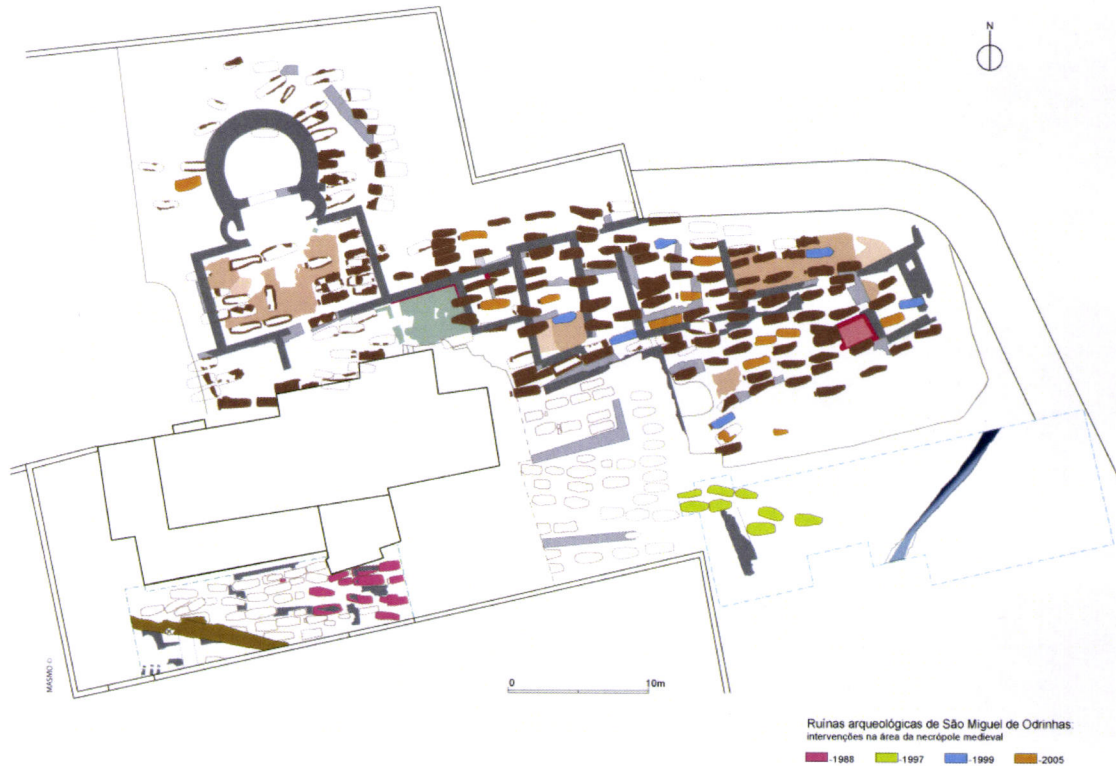 N
MASMO ©
0 10m
Ruínas arqueológicas de São Miguel de Odrinhas:
intervenções na área da necrópole medieval
-1988 -1997 -1999 -2005